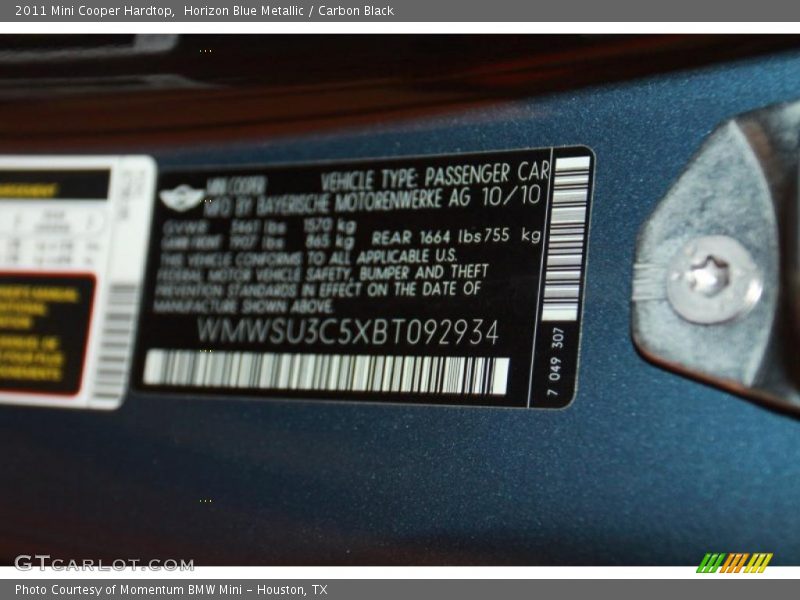 2011 Mini Cooper Hardtop,  Horizon Blue Metallic / Carbon Black
MINI COOPER VEHICLE TYPE: PASSENGER CAR
MFD BY BAYERISCHE MOTORENWERKE AG 10/10
GVWR 3461 lbs 1570 kg
GAWR FRONT 1907 lbs 865 kg REAR 1664 lbs 755 kg
THIS VEHICLE CONFORMS TO ALL APPLICABLE U.S.
FEDERAL MOTOR VEHICLE SAFETY, BUMPER AND THEFT
PREVENTION STANDARDS IN EFFECT ON THE DATE OF
MANUFACTURE SHOWN ABOVE.
WMWSU3C5XBT092934
7 049 307
GTcarlot.com
Photo Courtesy of Momentum BMW Mini - Houston, TX